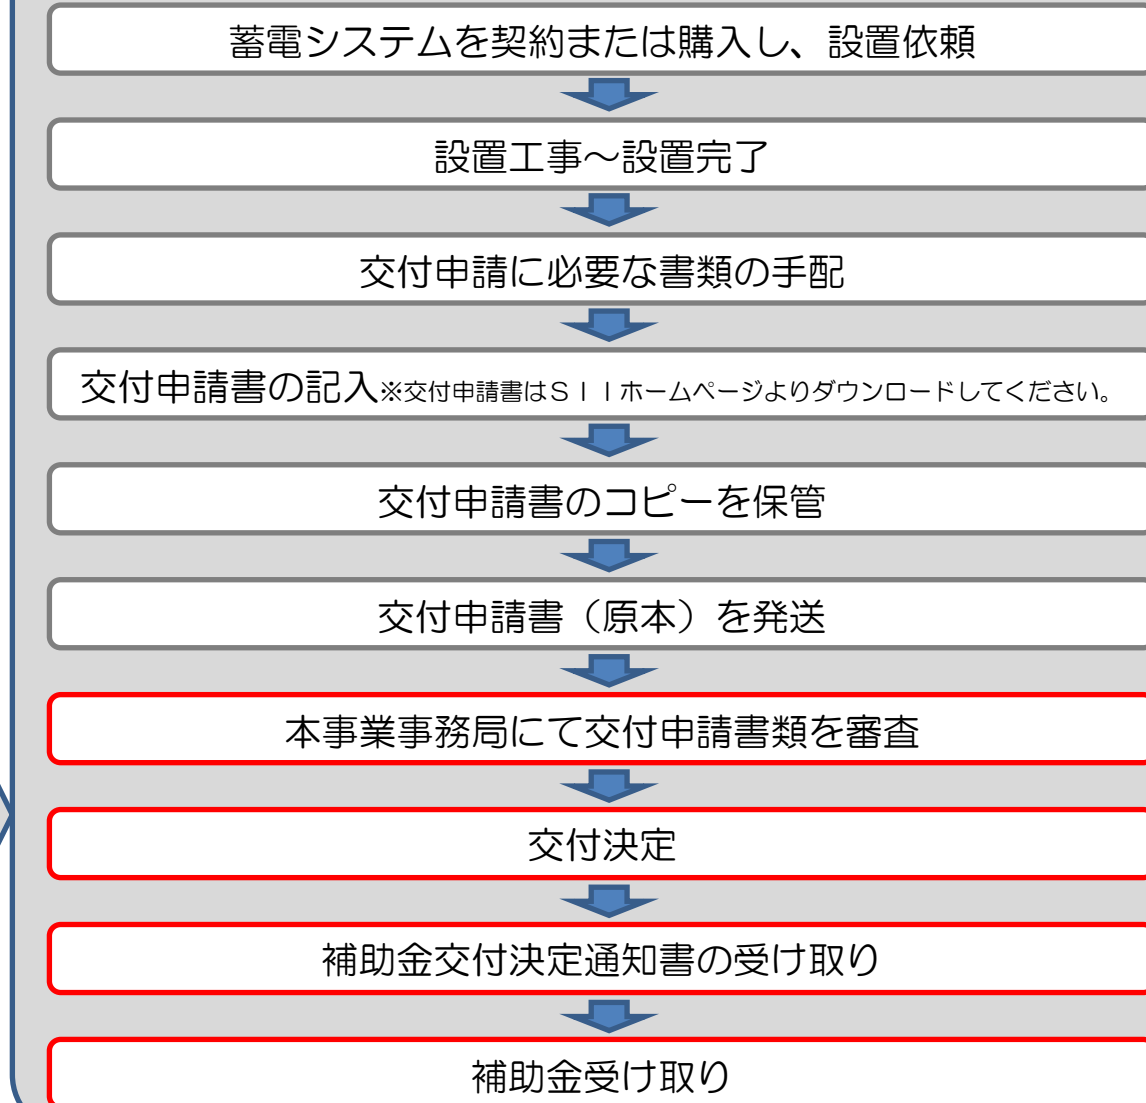 蓄電システムを契約または購入し、設置依頼
設置工事～設置完了
交付申請に必要な書類の手配
交付申請書の記入※交付申請書はＳＩＩホームページよりダウンロードしてください。
交付申請書のコピーを保管
交付申請書（原本）を発送
本事業事務局にて交付申請書類を審査
交付決定
補助金交付決定通知書の受け取り
補助金受け取り